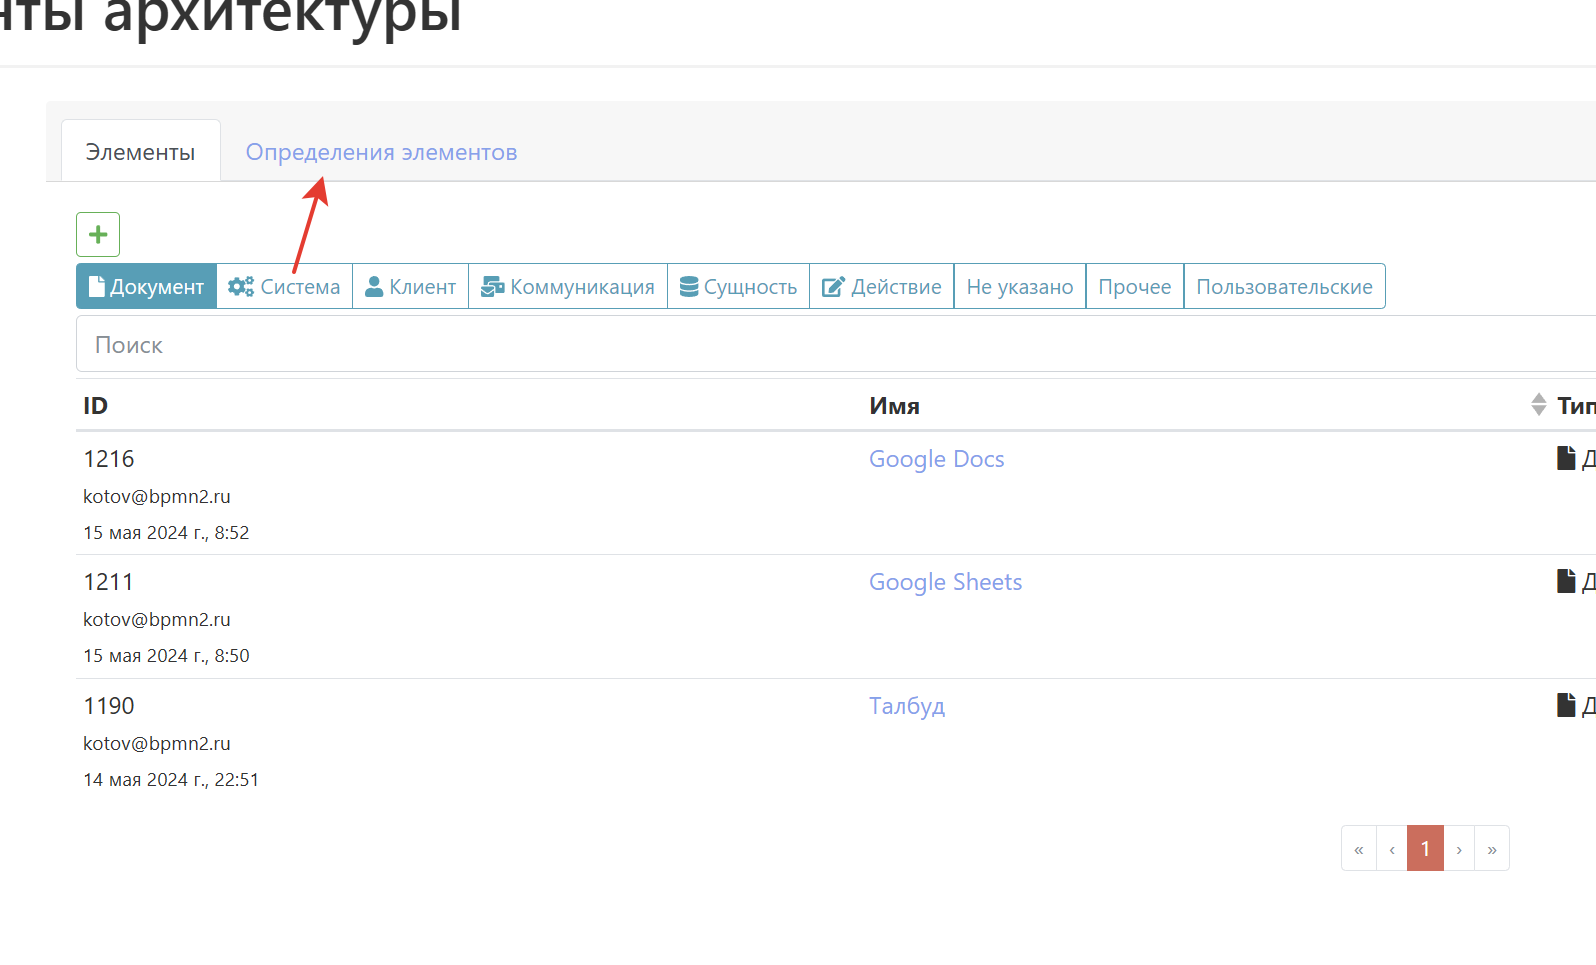 архитектуры
Элементы Определения элементов
+
Документ Система Клиент Коммуникация Сущность Действие Не указано Прочее Пользовательские
Поиск
ID Имя Тип
1216 Google Docs Д
kotov@bpmn2.ru
15 мая 2024 г., 8:52
1211 Google Sheets Д
kotov@bpmn2.ru
15 мая 2024 г., 8:50
1190 Талбуд Д
kotov@bpmn2.ru
14 мая 2024 г., 22:51
« ‹ 1 › »